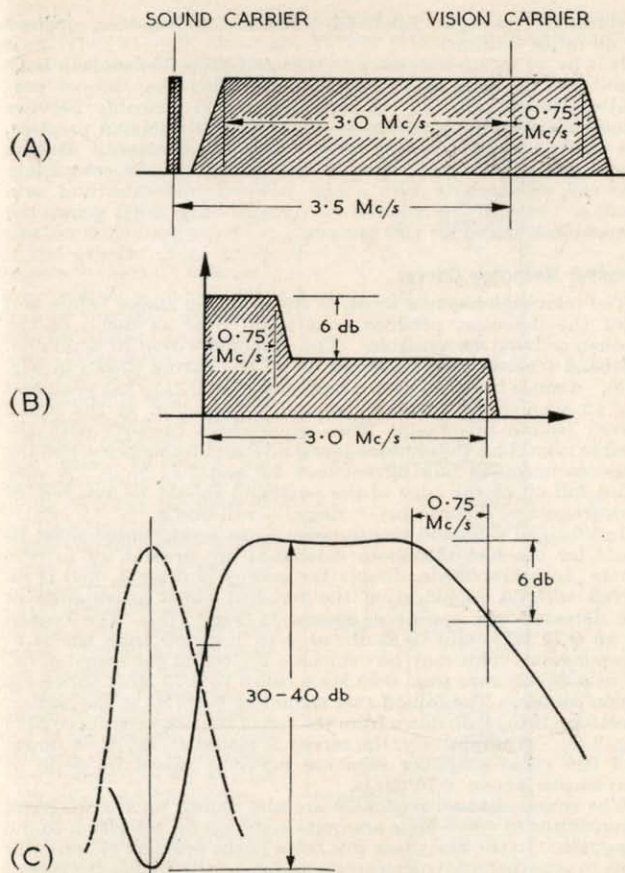 SOUND CARRIER VISION CARRIER
(A)
3·0 Mc/s
0·75
Mc/s
3·5 Mc/s
(B)
0·75
Mc/s
6 db
3·0 Mc/s
(C)
0·75
Mc/s
6 db
30–40 db